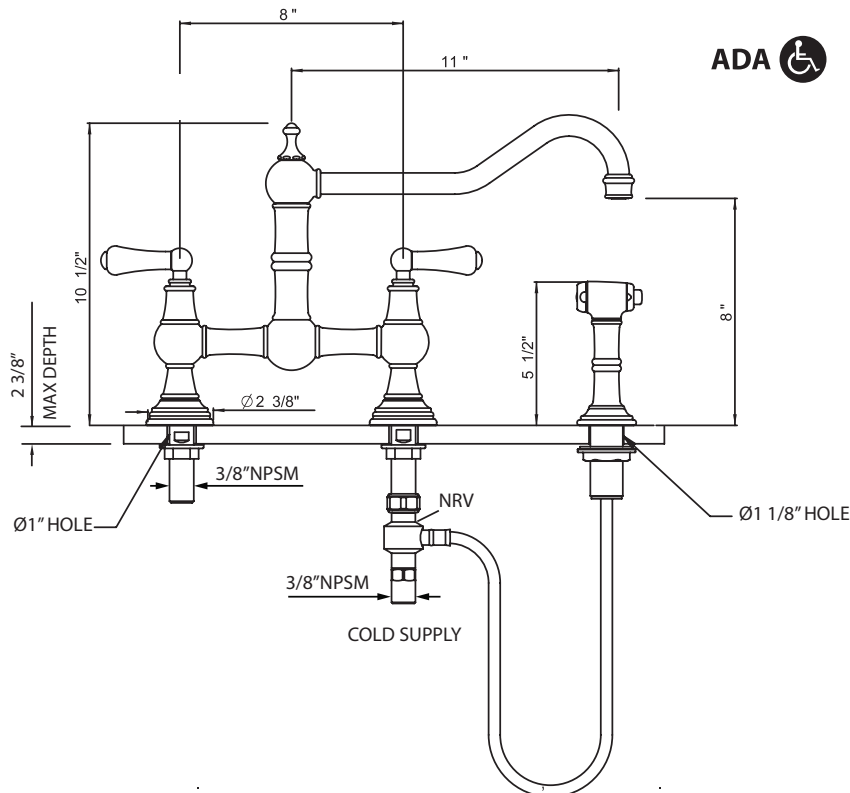 8"
11"
ADA
10 1/2"
8"
5 1/2"
2 3/8"
MAX DEPTH
Ø2 3/8"
3/8"NPSM
Ø1" HOLE
NRV
Ø1 1/8" HOLE
3/8"NPSM
COLD SUPPLY